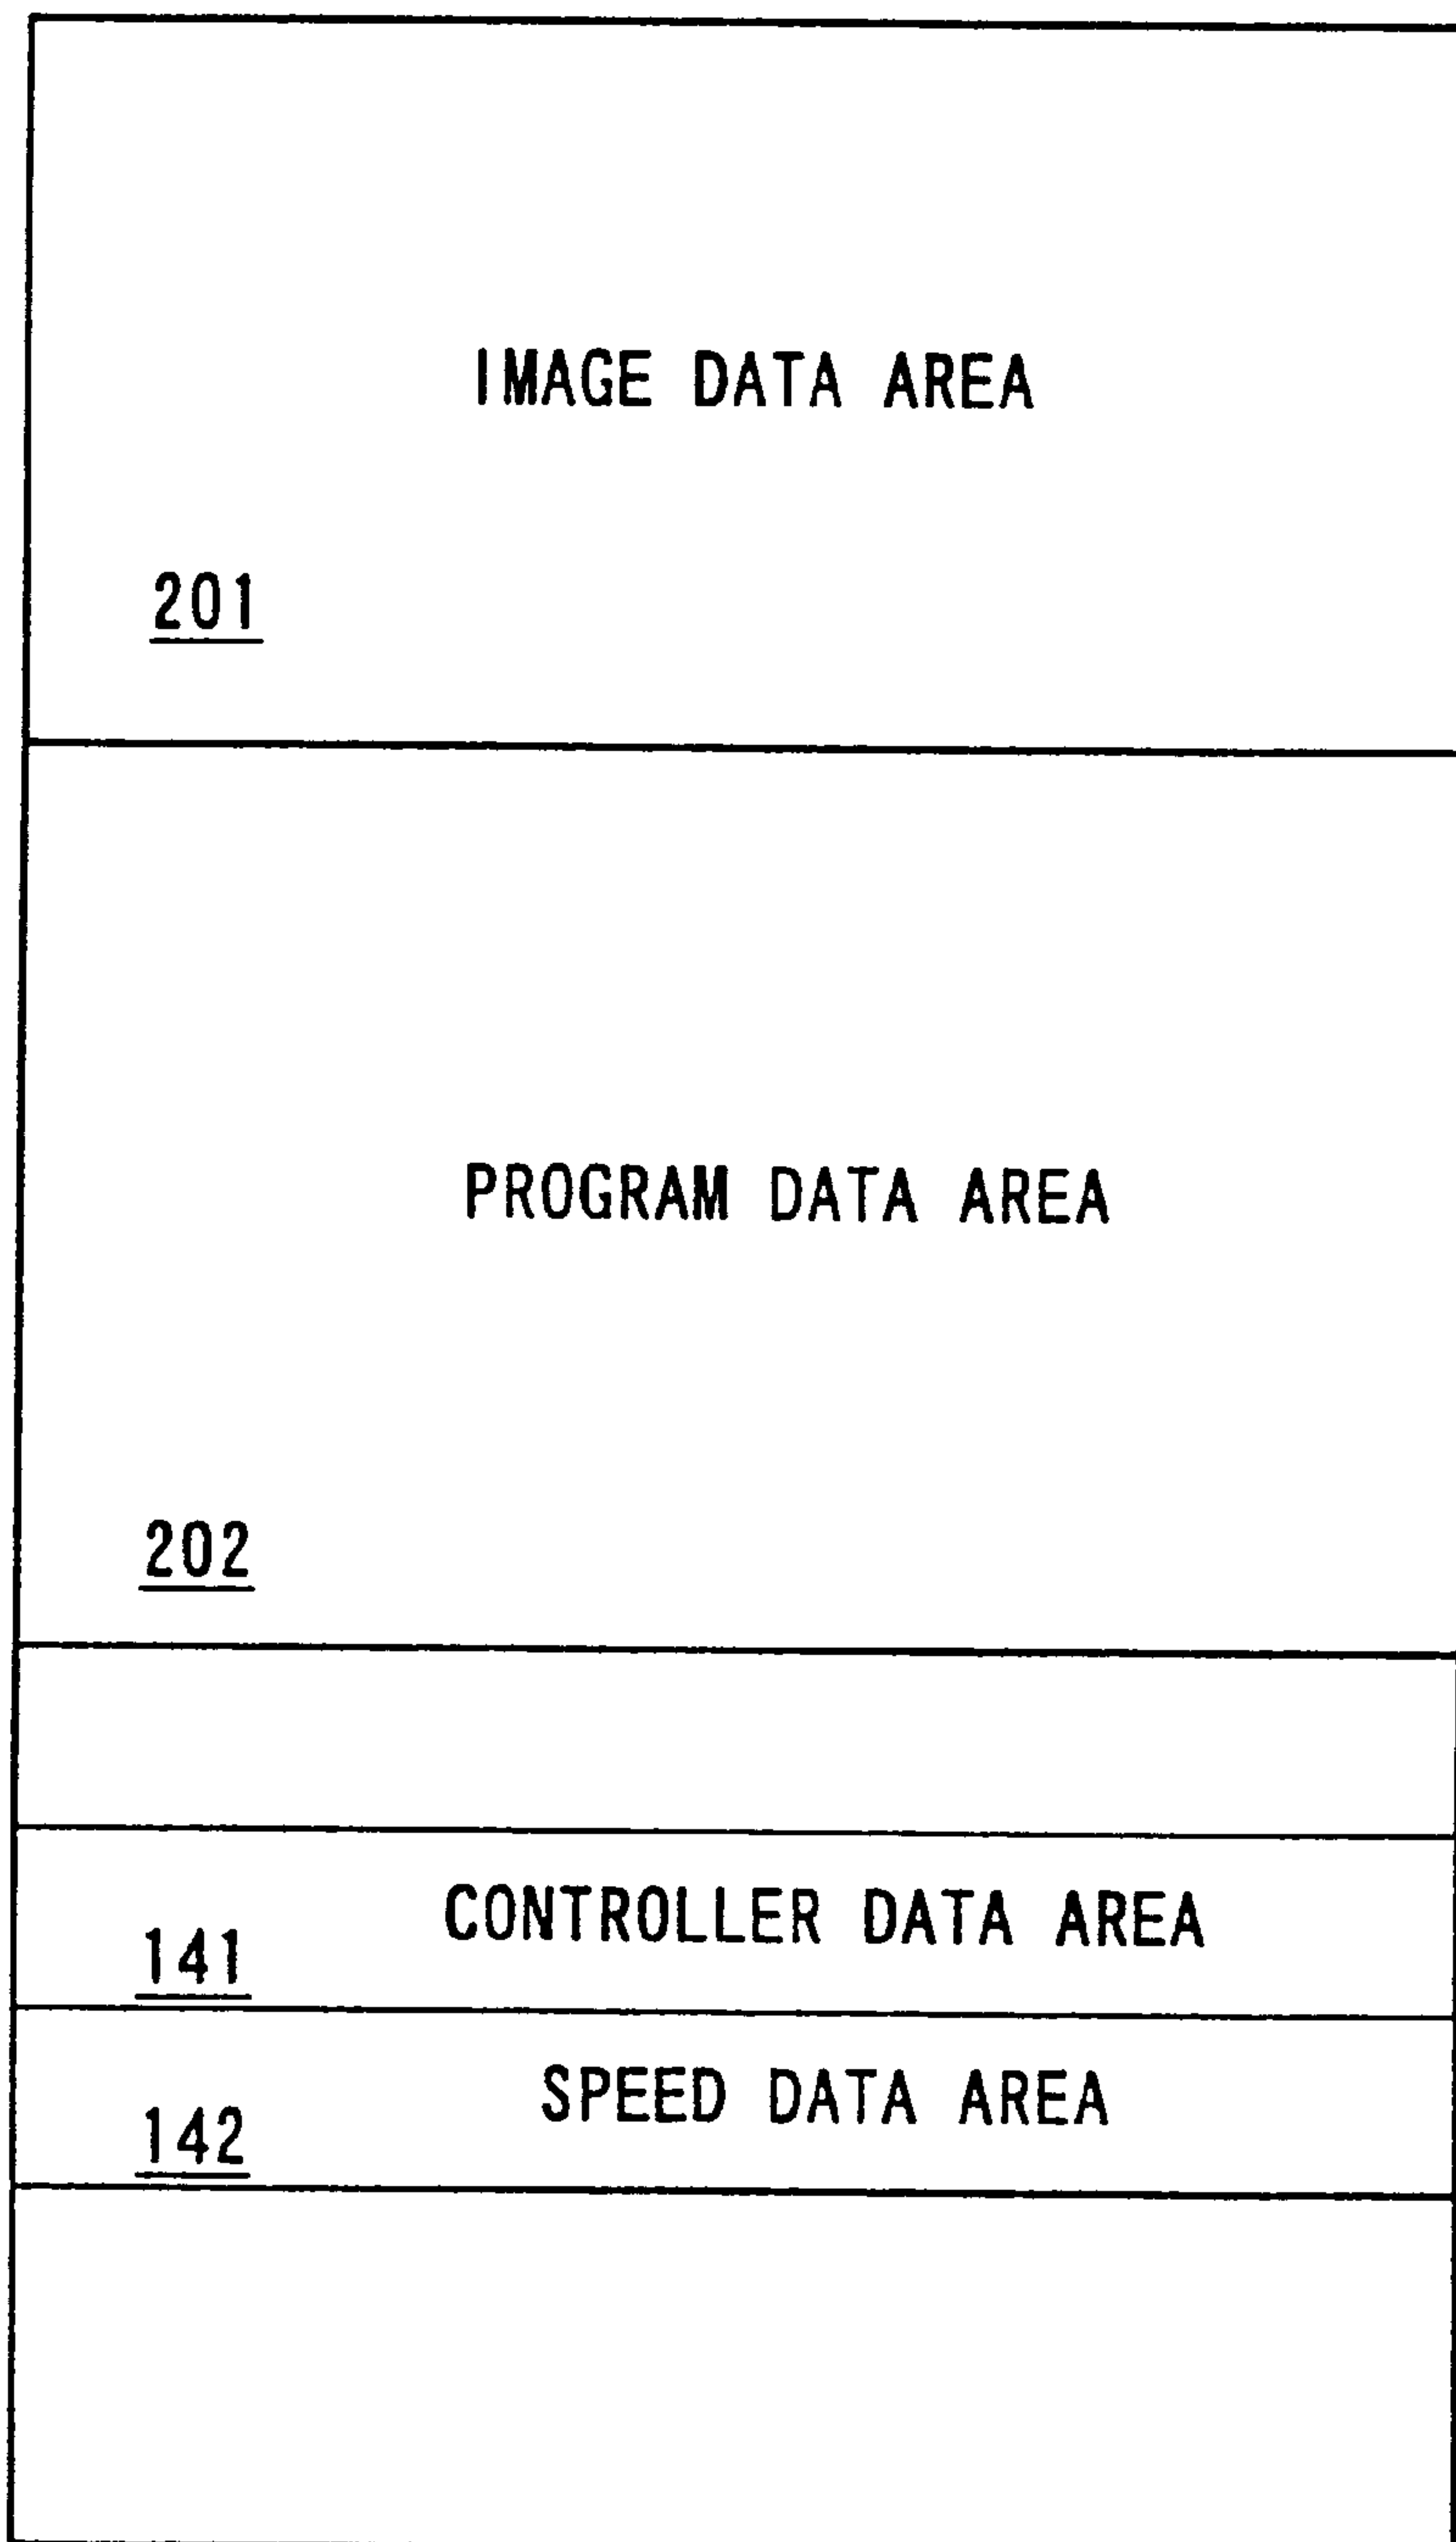 IMAGE DATA AREA
201
PROGRAM DATA AREA
202
CONTROLLER DATA AREA
141
SPEED DATA AREA
142